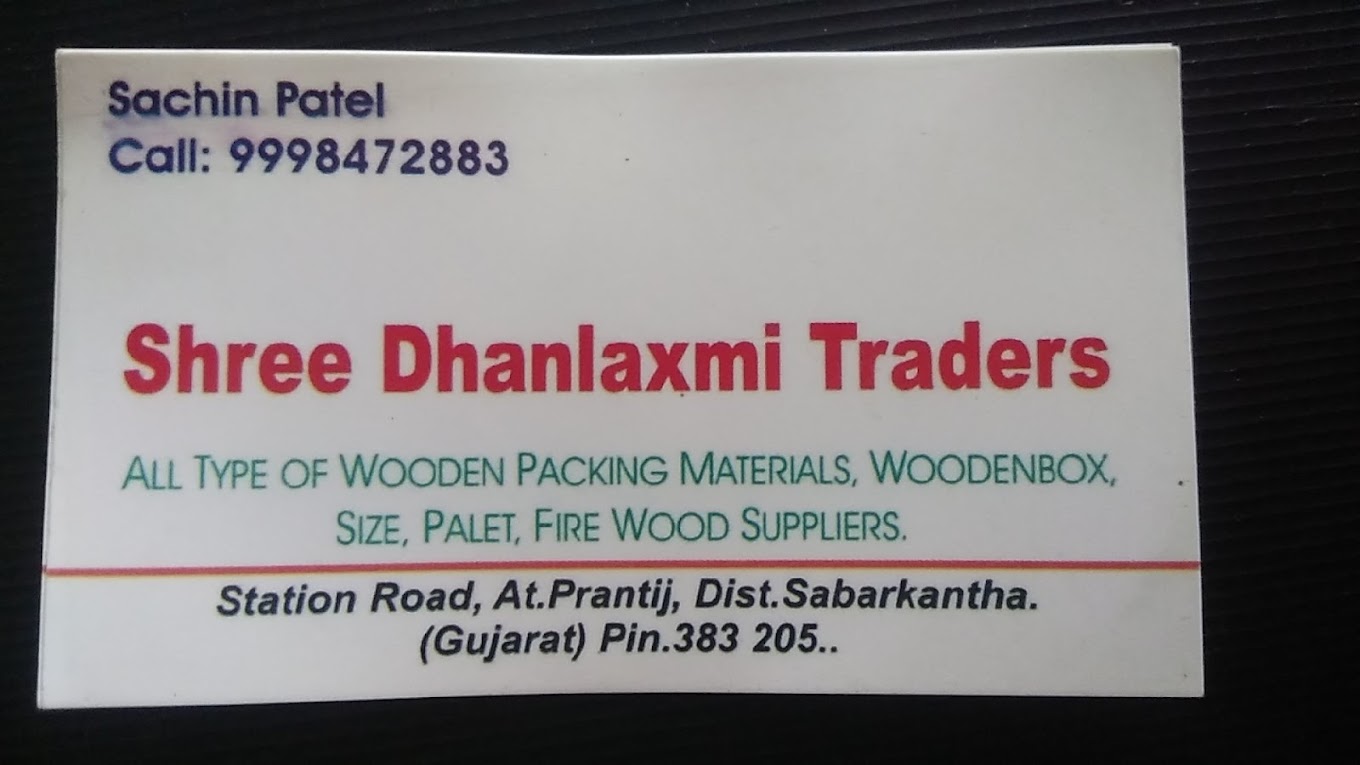 Sachin Patel
Call: 9998472883
Shree Dhanlaxmi Traders
ALL TYPE OF WOODEN PACKING MATERIALS, WOODENBOX,
SIZE, PALET, FIRE WOOD SUPPLIERS.
Station Road, At.Prantij, Dist.Sabarkantha.
(Gujarat) Pin.383 205..